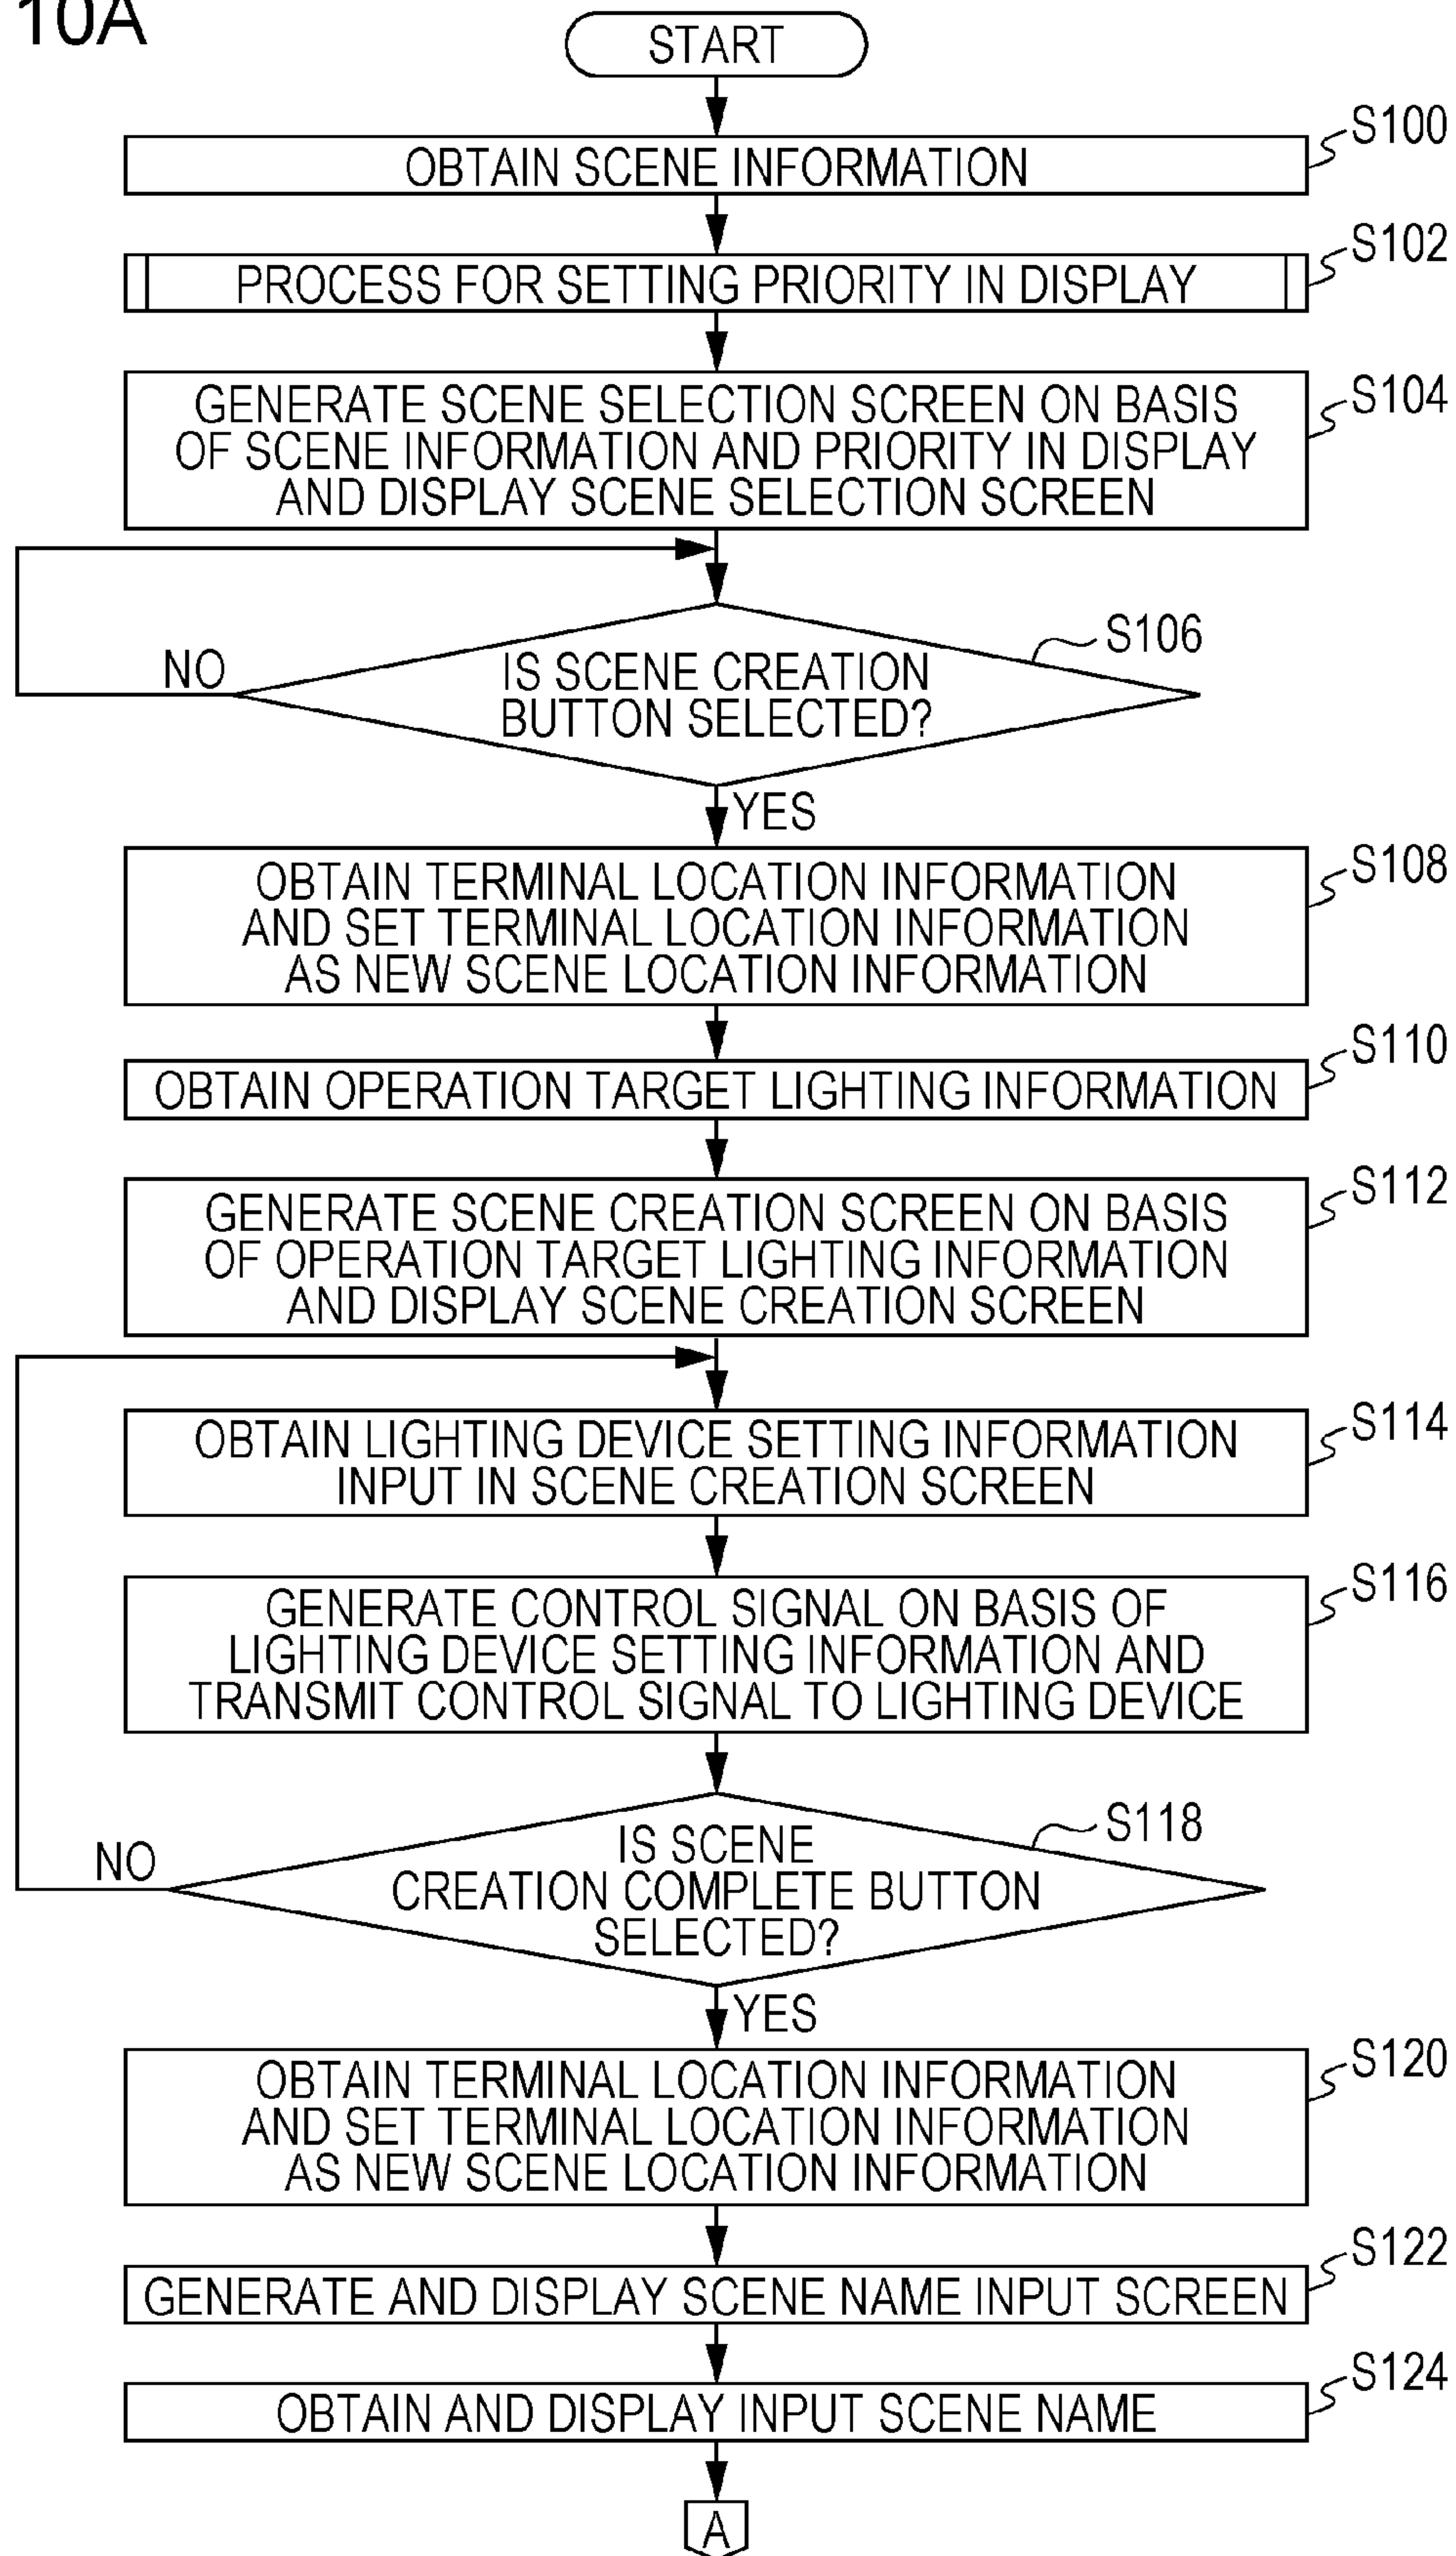 10A
START
OBTAIN SCENE INFORMATION
S100
PROCESS FOR SETTING PRIORITY IN DISPLAY
S102
GENERATE SCENE SELECTION SCREEN ON BASIS
OF SCENE INFORMATION AND PRIORITY IN DISPLAY
AND DISPLAY SCENE SELECTION SCREEN
S104
IS SCENE CREATION
BUTTON SELECTED?
S106
NO
YES
OBTAIN TERMINAL LOCATION INFORMATION
AND SET TERMINAL LOCATION INFORMATION
AS NEW SCENE LOCATION INFORMATION
S108
OBTAIN OPERATION TARGET LIGHTING INFORMATION
S110
GENERATE SCENE CREATION SCREEN ON BASIS
OF OPERATION TARGET LIGHTING INFORMATION
AND DISPLAY SCENE CREATION SCREEN
S112
OBTAIN LIGHTING DEVICE SETTING INFORMATION
INPUT IN SCENE CREATION SCREEN
S114
GENERATE CONTROL SIGNAL ON BASIS OF
LIGHTING DEVICE SETTING INFORMATION AND
TRANSMIT CONTROL SIGNAL TO LIGHTING DEVICE
S116
IS SCENE
CREATION COMPLETE BUTTON
SELECTED?
S118
NO
YES
OBTAIN TERMINAL LOCATION INFORMATION
AND SET TERMINAL LOCATION INFORMATION
AS NEW SCENE LOCATION INFORMATION
S120
GENERATE AND DISPLAY SCENE NAME INPUT SCREEN
S122
OBTAIN AND DISPLAY INPUT SCENE NAME
S124
A